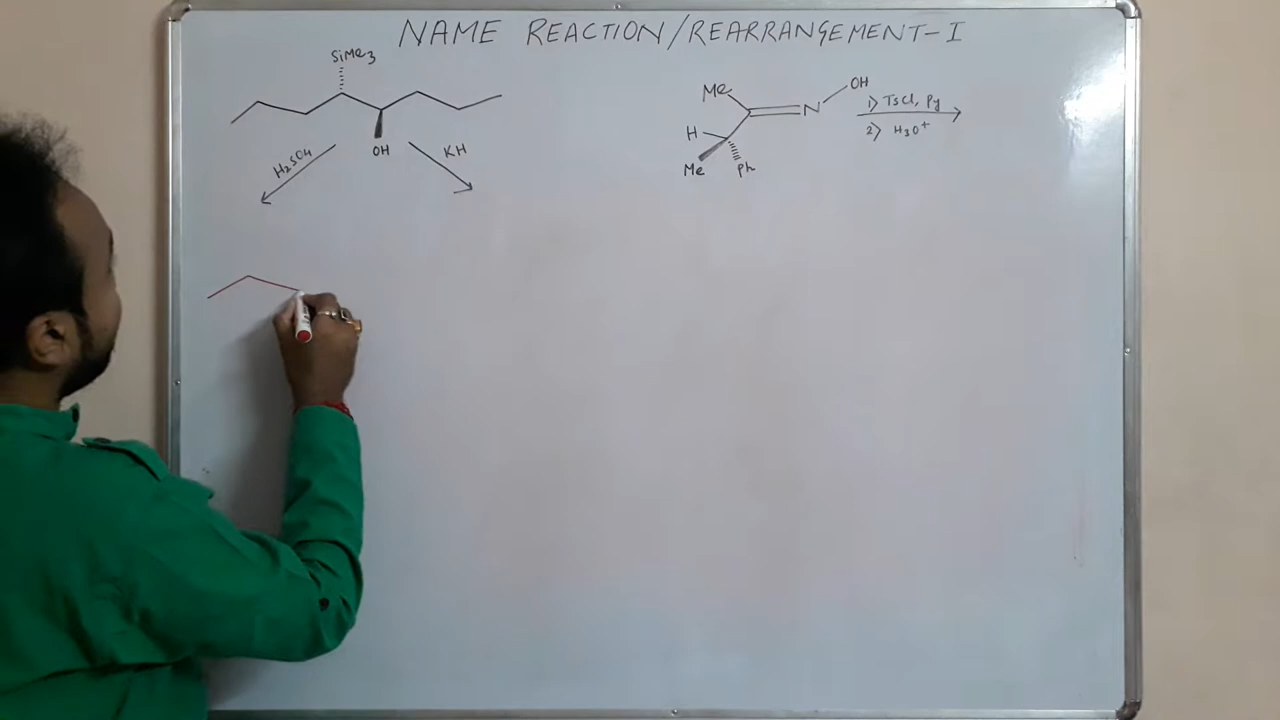 NAME REACTION/REARRANGEMENT-I
SiMe3
OH
H2SO4
KH
Me
N
OH
H
Me
Ph
1) TsCl, Py
2) H3O+